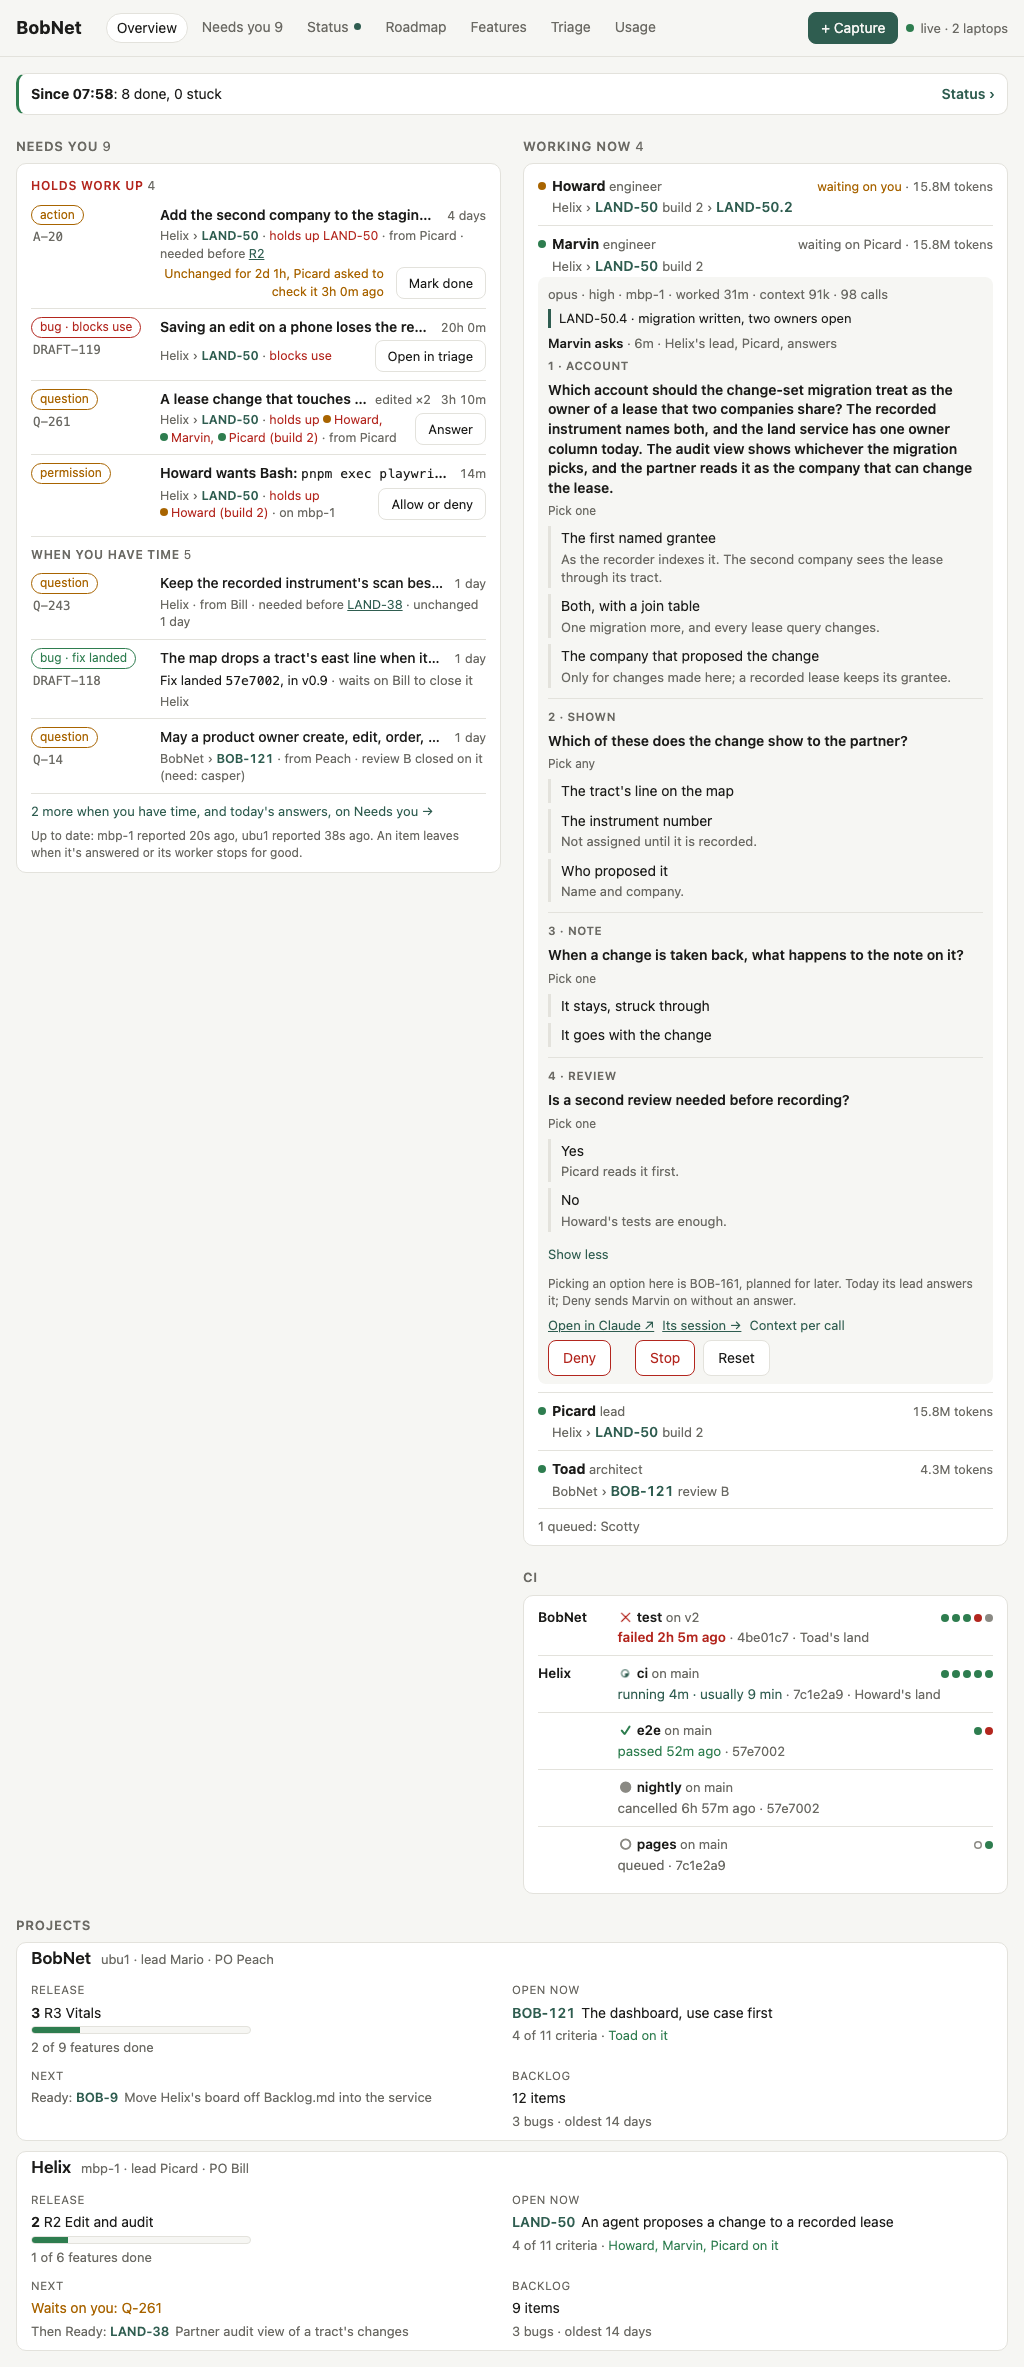 BobNet Overview Needs you 9 Status Roadmap Features Triage Usage + Capture live · 2 laptops
Since 07:58: 8 done, 0 stuck Status ›
NEEDS YOU 9
HOLDS WORK UP 4
action Add the second company to the stagin... 4 days
A-20 Helix › LAND-50 · holds up LAND-50 · from Picard ·
needed before R2
Unchanged for 2d 1h, Picard asked to
check it 3h 0m ago
Mark done
bug · blocks use Saving an edit on a phone loses the re... 20h 0m
DRAFT-119 Helix › LAND-50 · blocks use Open in triage
question A lease change that touches ... edited ×2 3h 10m
Q-261 Helix › LAND-50 · holds up Howard,
Marvin, Picard (build 2) · from Picard
Answer
permission Howard wants Bash: pnpm exec playwri... 14m
Helix › LAND-50 · holds up
Howard (build 2) · on mbp-1
Allow or deny
WHEN YOU HAVE TIME 5
question Keep the recorded instrument's scan bes... 1 day
Q-243 Helix · from Bill · needed before LAND-38 · unchanged
1 day
bug · fix landed The map drops a tract's east line when it... 1 day
DRAFT-118 Fix landed 57e7002, in v0.9 · waits on Bill to close it
Helix
question May a product owner create, edit, order, ... 1 day
Q-14 BobNet › BOB-121 · from Peach · review B closed on it
(need: casper)
2 more when you have time, and today's answers, on Needs you →
Up to date: mbp-1 reported 20s ago, ubu1 reported 38s ago. An item leaves
when it's answered or its worker stops for good.
WORKING NOW 4
Howard engineer waiting on you · 15.8M tokens
Helix › LAND-50 build 2 › LAND-50.2
Marvin engineer waiting on Picard · 15.8M tokens
Helix › LAND-50 build 2
opus · high · mbp-1 · worked 31m · context 91k · 98 calls
LAND-50.4 · migration written, two owners open
Marvin asks · 6m · Helix's lead, Picard, answers
1 · ACCOUNT
Which account should the change-set migration treat as the
owner of a lease that two companies share? The recorded
instrument names both, and the land service has one owner
column today. The audit view shows whichever the migration
picks, and the partner reads it as the company that can change
the lease.
Pick one
The first named grantee
As the recorder indexes it. The second company sees the lease
through its tract.
Both, with a join table
One migration more, and every lease query changes.
The company that proposed the change
Only for changes made here; a recorded lease keeps its grantee.
2 · SHOWN
Which of these does the change show to the partner?
Pick any
The tract's line on the map
The instrument number
Not assigned until it is recorded.
Who proposed it
Name and company.
3 · NOTE
When a change is taken back, what happens to the note on it?
Pick one
It stays, struck through
It goes with the change
4 · REVIEW
Is a second review needed before recording?
Pick one
Yes
Picard reads it first.
No
Howard's tests are enough.
Show less
Picking an option here is BOB-161, planned for later. Today its lead answers
it; Deny sends Marvin on without an answer.
Open in Claude ↗ Its session → Context per call
Deny Stop Reset
Picard lead 15.8M tokens
Helix › LAND-50 build 2
Toad architect 4.3M tokens
BobNet › BOB-121 review B
1 queued: Scotty
CI
BobNet test on v2
failed 2h 5m ago · 4be01c7 · Toad's land
Helix ci on main
running 4m · usually 9 min · 7c1e2a9 · Howard's land
e2e on main
passed 52m ago · 57e7002
nightly on main
cancelled 6h 57m ago · 57e7002
pages on main
queued · 7c1e2a9
PROJECTS
BobNet ubu1 · lead Mario · PO Peach
RELEASE
3 R3 Vitals
2 of 9 features done
OPEN NOW
BOB-121 The dashboard, use case first
4 of 11 criteria · Toad on it
NEXT
Ready: BOB-9 Move Helix's board off Backlog.md into the service
BACKLOG
12 items
3 bugs · oldest 14 days
Helix mbp-1 · lead Picard · PO Bill
RELEASE
2 R2 Edit and audit
1 of 6 features done
OPEN NOW
LAND-50 An agent proposes a change to a recorded lease
4 of 11 criteria · Howard, Marvin, Picard on it
NEXT
Waits on you: Q-261
Then Ready: LAND-38 Partner audit view of a tract's changes
BACKLOG
9 items
3 bugs · oldest 14 days